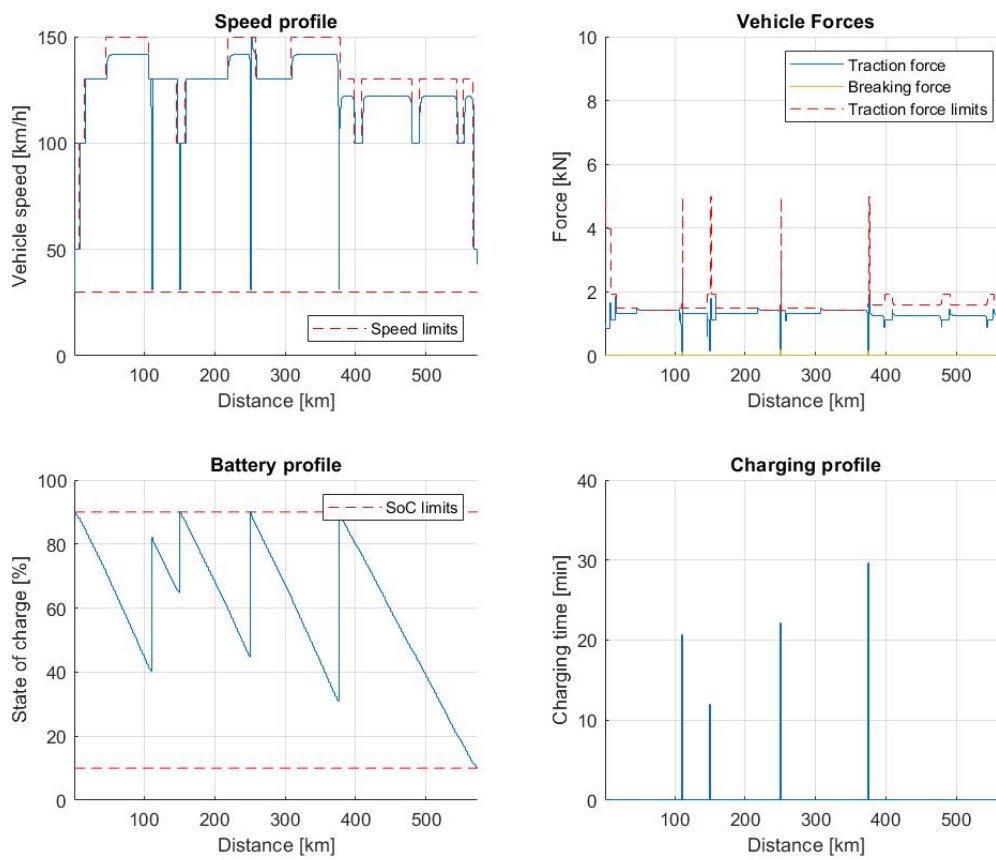 Speed profile
150
100
50
0
Vehicle speed [km/h]
Speed limits
100 200 300 400 500
Distance [km]
Vehicle Forces
10
8
6
4
2
0
Force [kN]
Traction force
Breaking force
Traction force limits
100 200 300 400 500
Distance [km]
Battery profile
100
80
60
40
20
0
State of charge [%]
SoC limits
100 200 300 400 500
Distance [km]
Charging profile
40
30
20
10
0
Charging time [min]
100 200 300 400 500
Distance [km]